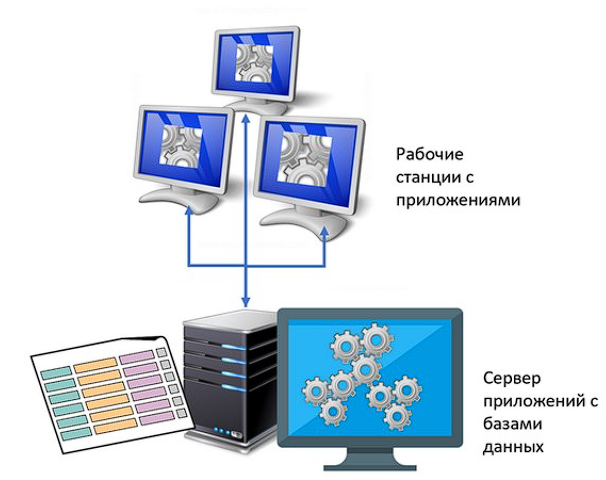 Рабочие
станции с
приложениями
Сервер
приложений с
базами
данных